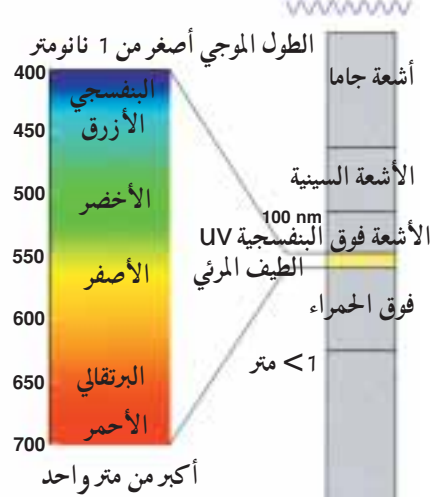 الطول الموجي أصغر من 1 نانومتر
400
البنفسجي
450
الأزرق
500
الأخضر
550
الأصفر
600
650
البرتقالي
الأحمر
700
أكبر من متر واحد
أشعة جاما
الأشعة السينية
100 nm
الأشعة فوق البنفسجية UV
الطيف المرئي
فوق الحمراء
1> متر